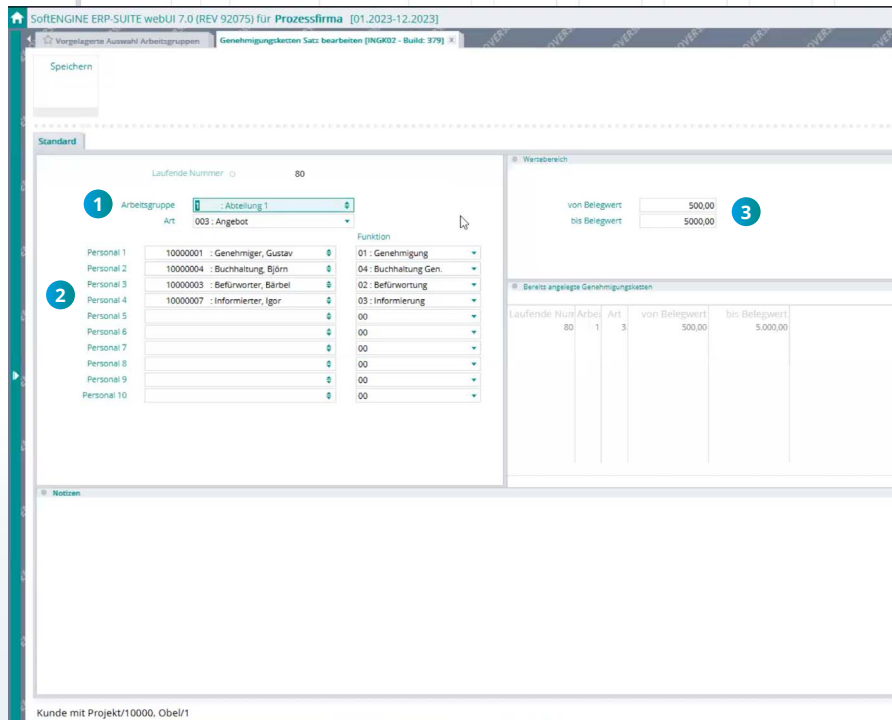 SoftENGINE ERP-SUITE webUI 7.0 (REV 92075) für Prozessfirma [01.2023-12.2023]
Vorgelagerte Auswahl Arbeitsgruppen
Genehmigungsketten Satz bearbeiten [INGK02 - Build: 379] X
Speichern
Standard
Laufende Nummer 80
1
Arbeitsgruppe 1 : Abteilung 1
Art 003 : Angebot
Funktion
Personal 1 10000001 : Genehmiger, Gustav 01 : Genehmigung
Personal 2 10000004 : Buchhaltung, Björn 04 : Buchhaltung Gen.
2
Personal 3 10000003 : Befürworter, Bärbel 02 : Befürwortung
Personal 4 10000007 : Informierter, Igor 03 : Informierung
Personal 5 00
Personal 6 00
Personal 7 00
Personal 8 00
Personal 9 00
Personal 10 00
Wertebereich
von Belegwert 500,00
3
bis Belegwert 5000,00
Bereits angelegte Genehmigungsketten
Laufende Num Arbei Art von Belegwert bis Belegwert
80 1 3 500,00 5.000,00
Notizen
Kunde mit Projekt/10000, Obel/1